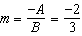 m = -A/B = -2/3